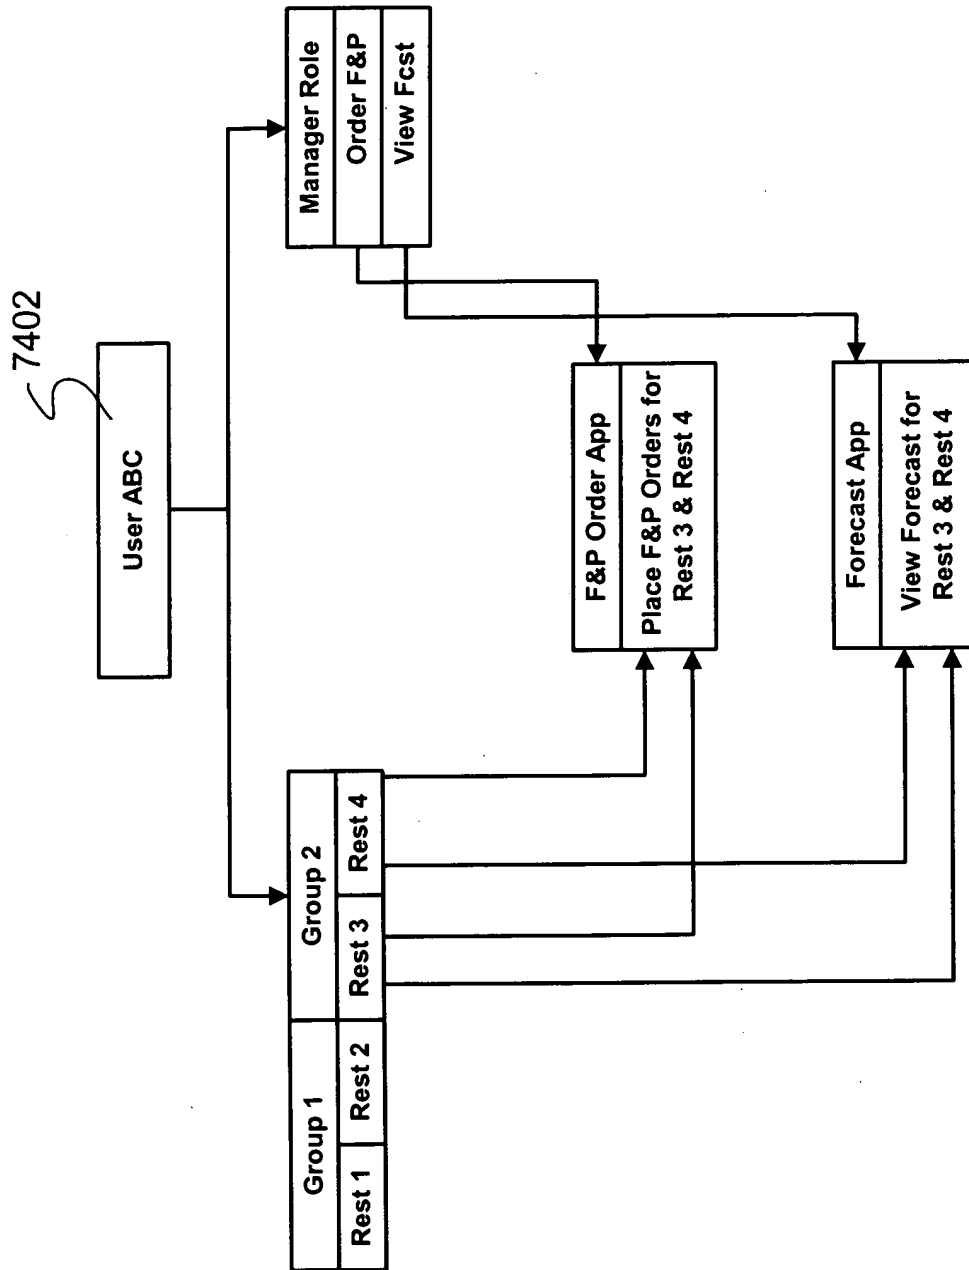 7402
User ABC
Group 1
Group 2
Rest 1
Rest 2
Rest 3
Rest 4
Manager Role
Order F&P
View Fcst
F&P Order App
Place F&P Orders for
Rest 3 & Rest 4
Forecast App
View Forecast for
Rest 3 & Rest 4